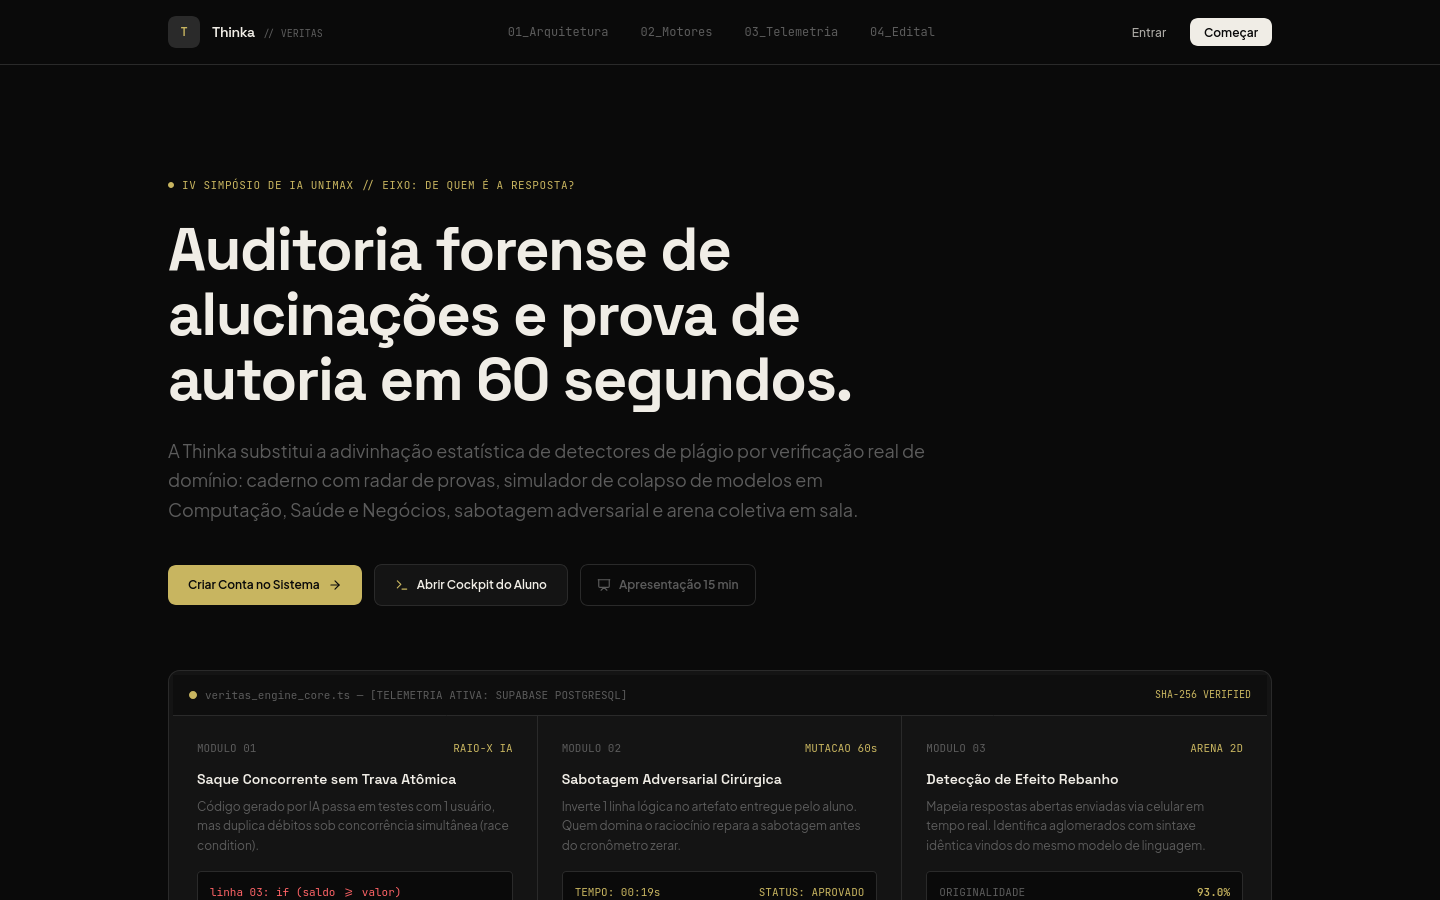 T Thinka // VERITAS 01_Arquitetura 02_Motores 03_Telemetria 04_Edital Entrar Começar
IV SIMPÓSIO DE IA UNIMAX // EIXO: DE QUEM É A RESPOSTA?
Auditoria forense de
alucinações e prova de
autoria em 60 segundos.
A Thinka substitui a adivinhação estatística de detectores de plágio por verificação real de
domínio: caderno com radar de provas, simulador de colapso de modelos em
Computação, Saúde e Negócios, sabotagem adversarial e arena coletiva em sala.
Criar Conta no Sistema → Abrir Cockpit do Aluno Apresentação 15 min
veritas_engine_core.ts — [TELEMETRIA ATIVA: SUPABASE POSTGRESQL] SHA-256 VERIFIED
MODULO 01 RAIO-X IA
Saque Concorrente sem Trava Atômica
Código gerado por IA passa em testes com 1 usuário,
mas duplica débitos sob concorrência simultânea (race
condition).
linha 03: if (saldo ≥ valor)
MODULO 02 MUTACAO 60s
Sabotagem Adversarial Cirúrgica
Inverte 1 linha lógica no artefato entregue pelo aluno.
Quem domina o raciocínio repara a sabotagem antes
do cronômetro zerar.
TEMPO: 00:19s STATUS: APROVADO
MODULO 03 ARENA 2D
Detecção de Efeito Rebanho
Mapeia respostas abertas enviadas via celular em
tempo real. Identifica aglomerados com sintaxe
idêntica vindos do mesmo modelo de linguagem.
ORIGINALIDADE 93.0%